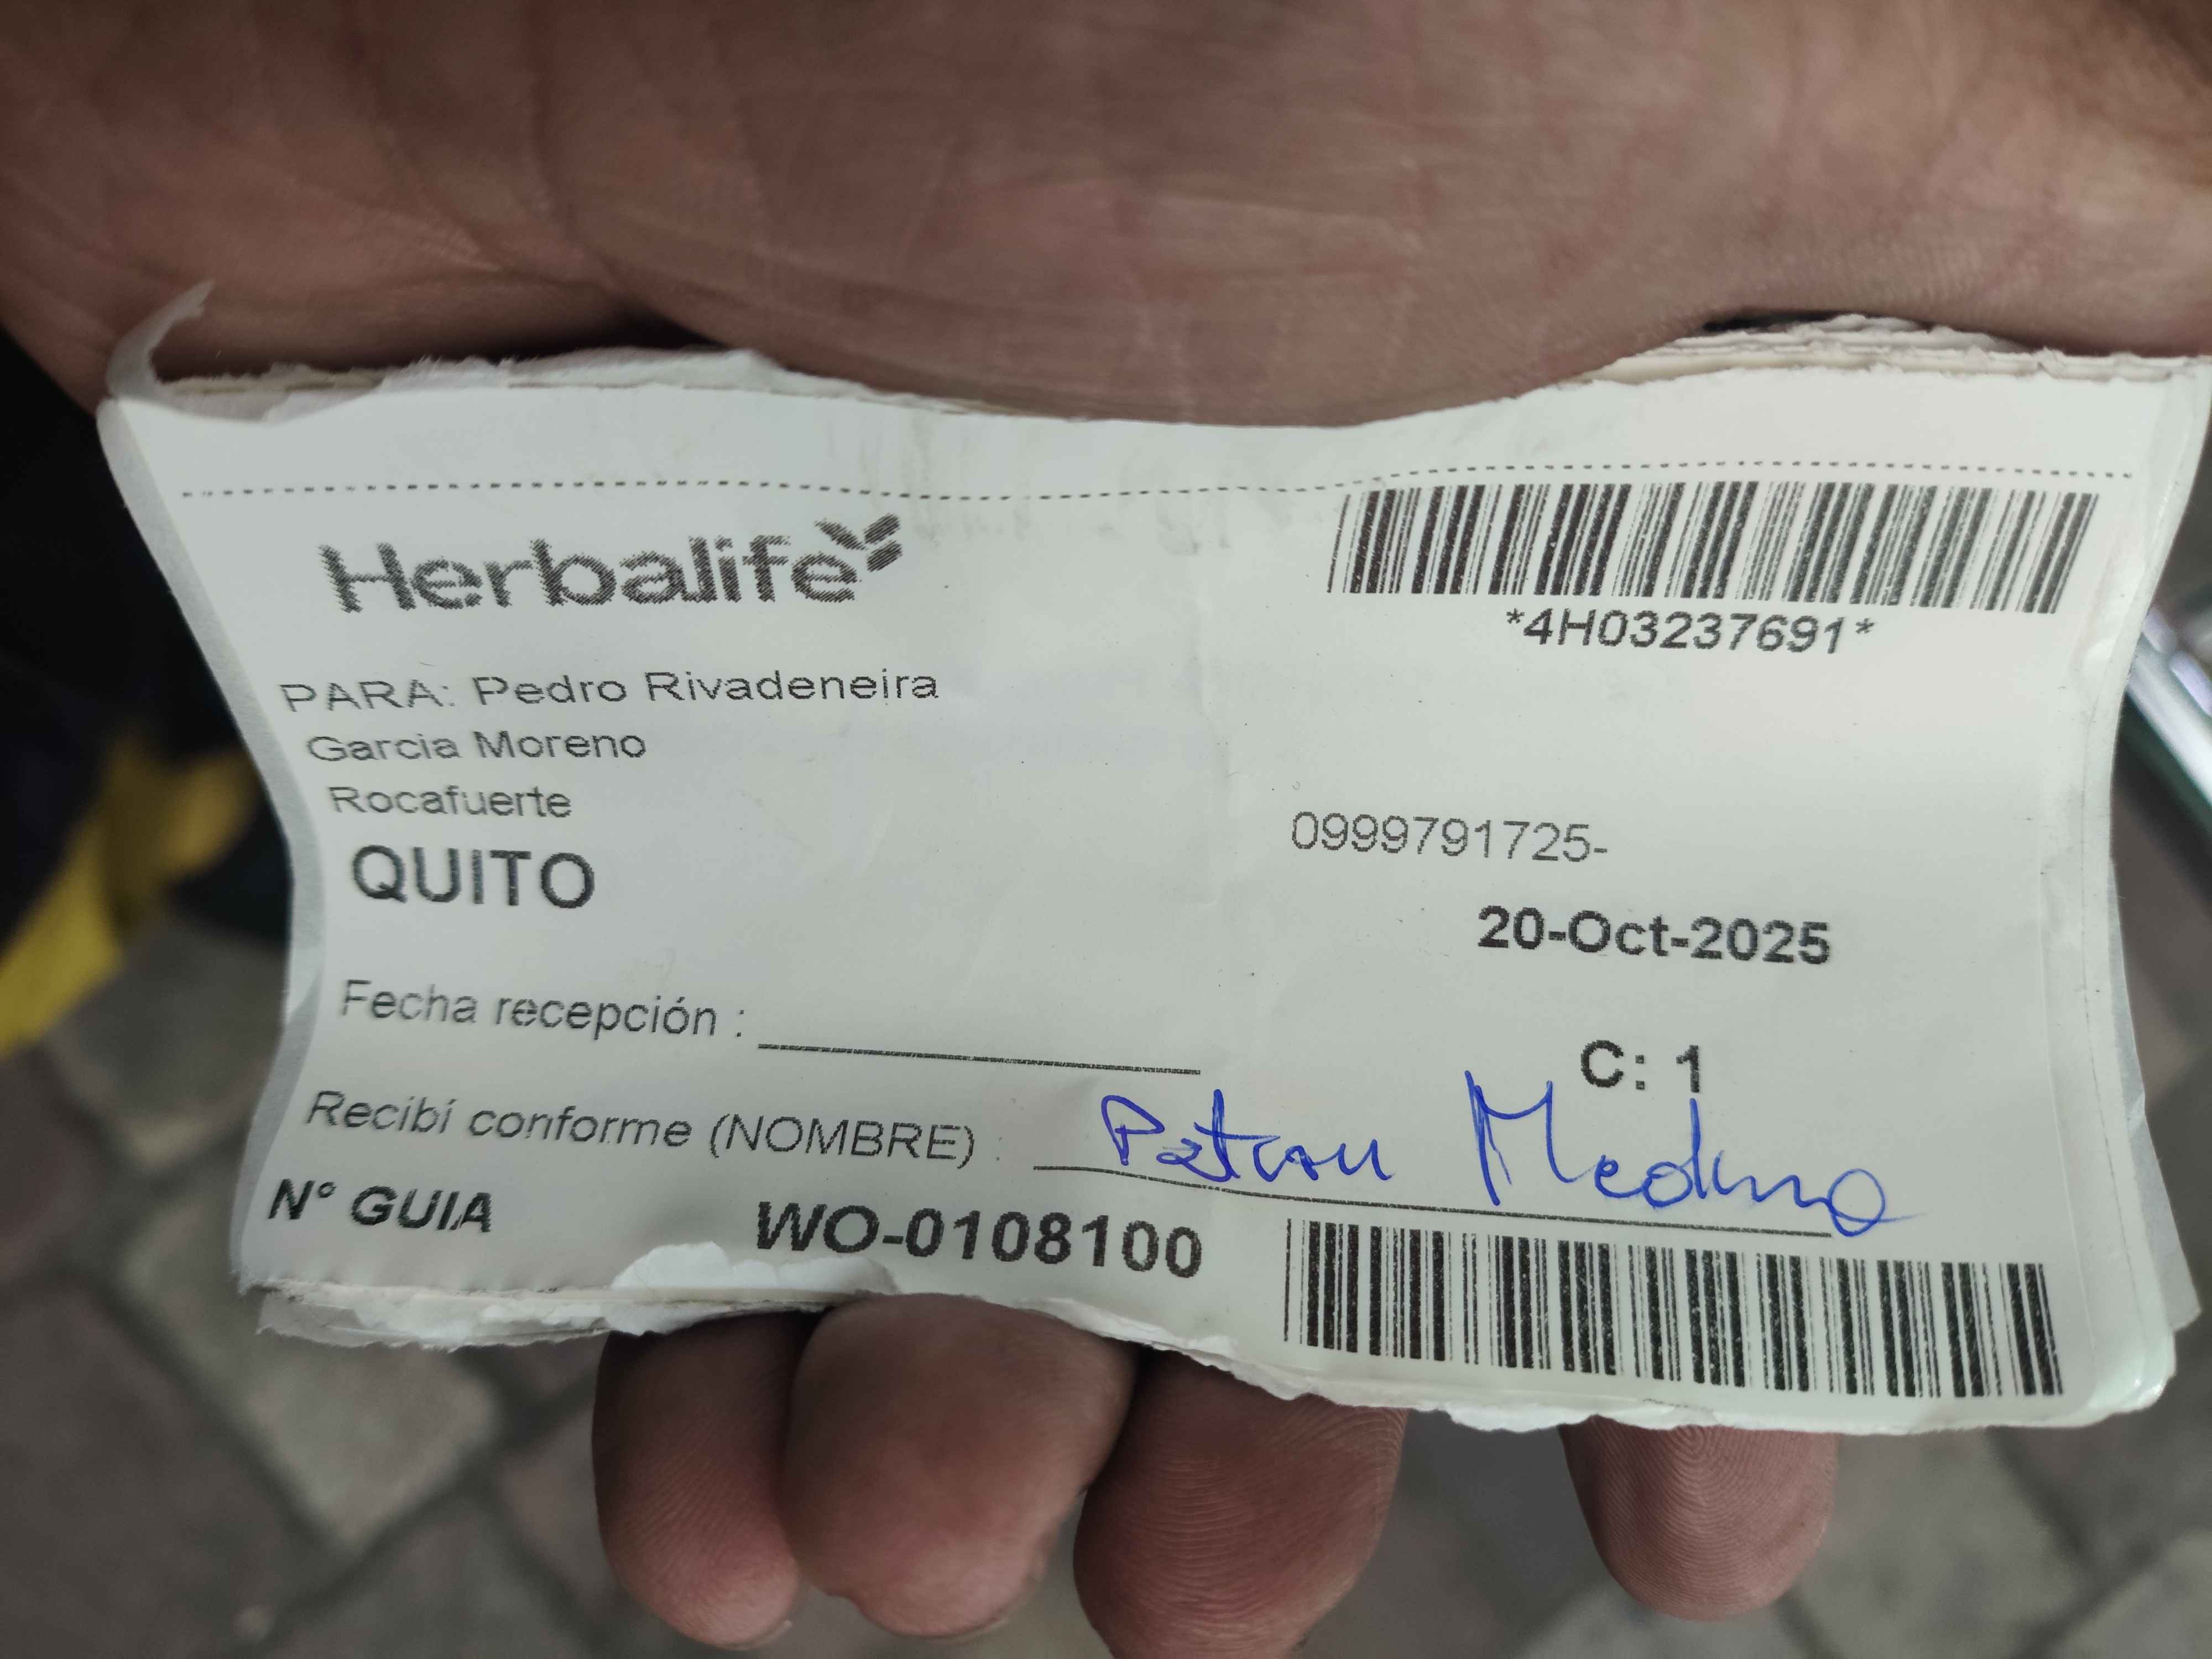 Herbalife
*4H03237691*
PARA: Pedro Rivadeneira
Garcia Moreno
Rocafuerte
QUITO
0999791725-
20-Oct-2025
Fecha recepción :
C: 1
Recibí conforme (NOMBRE) : Medina
N° GUIA WO-0108100